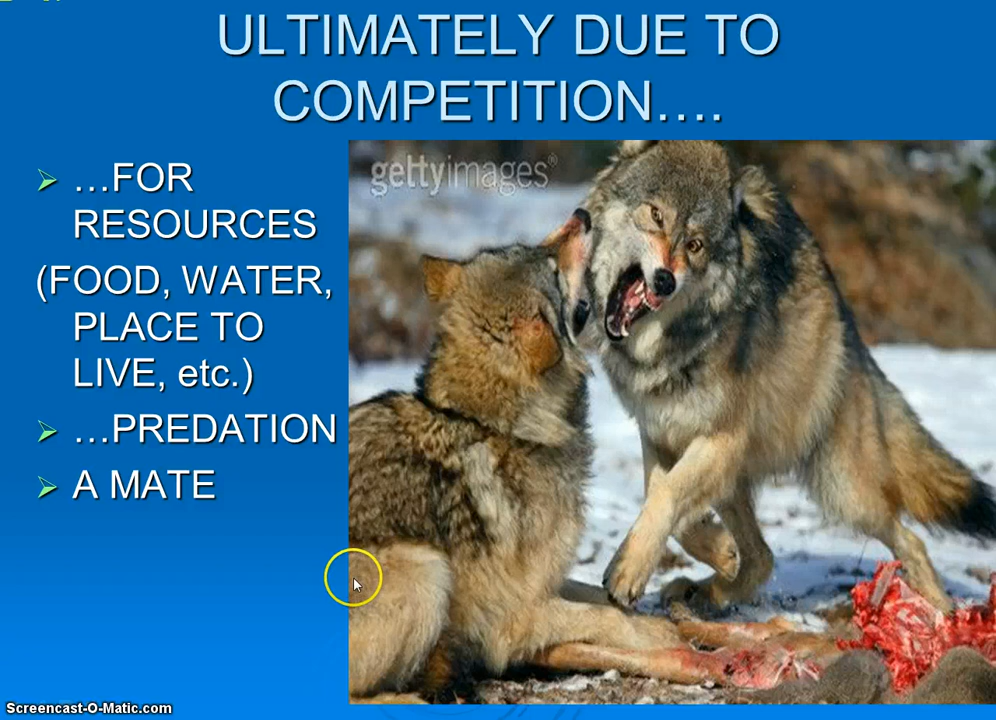 ULTIMATELY DUE TO
COMPETITION….
…FOR
RESOURCES
(FOOD, WATER,
PLACE TO
LIVE, etc.)
…PREDATION
A MATE
gettyimages®
Screencast-O-Matic.com